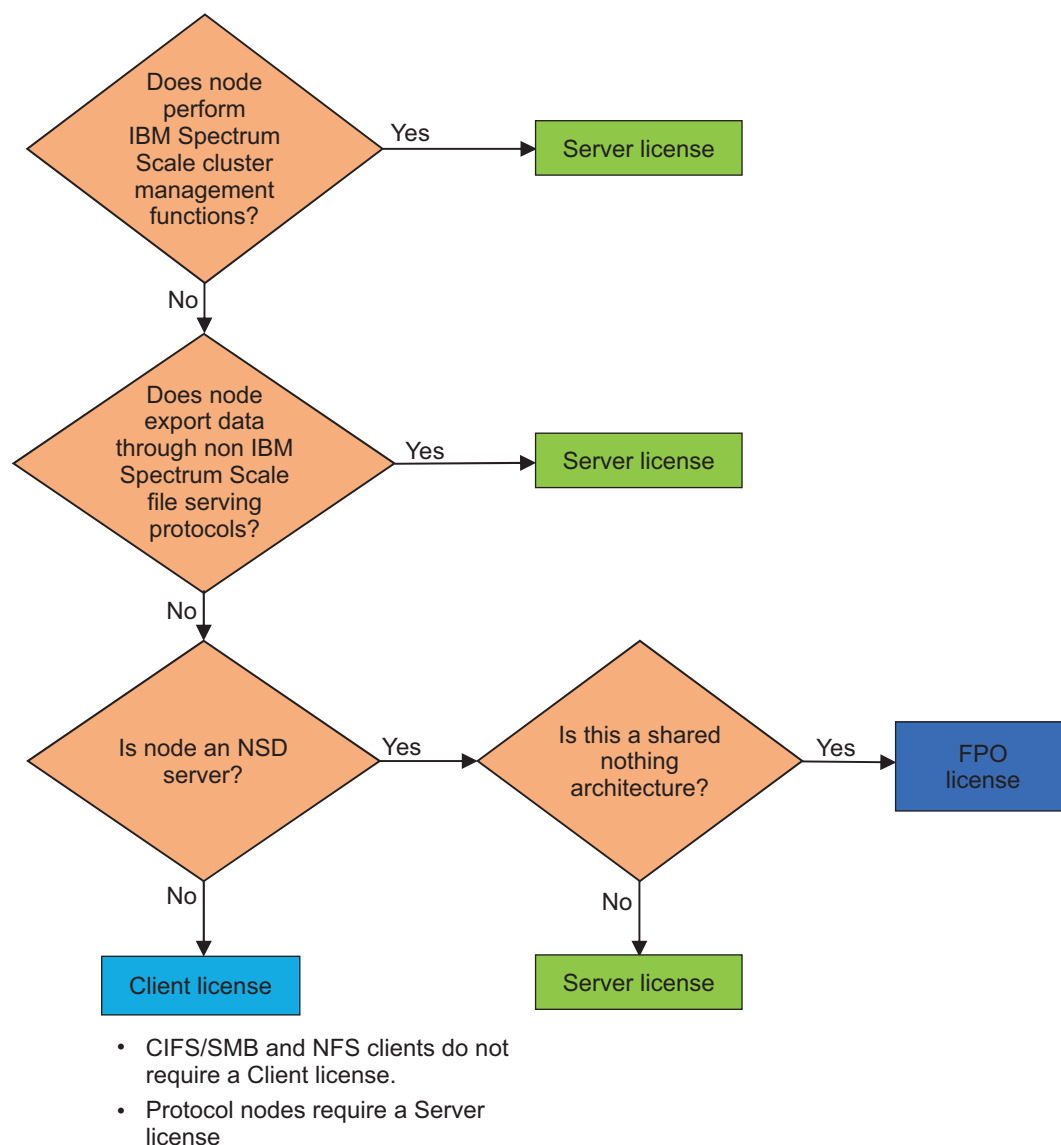 Does node
perform
IBM Spectrum
Scale cluster
management
functions?
Yes
Server license
No
Does node
export data
through non IBM
Spectrum Scale
file serving
protocols?
Yes
Server license
No
Is node an NSD
server?
Yes
Is this a shared
nothing
architecture?
Yes
FPO
license
No
No
Client license
Server license
• CIFS/SMB and NFS clients do not
require a Client license.
• Protocol nodes require a Server
license